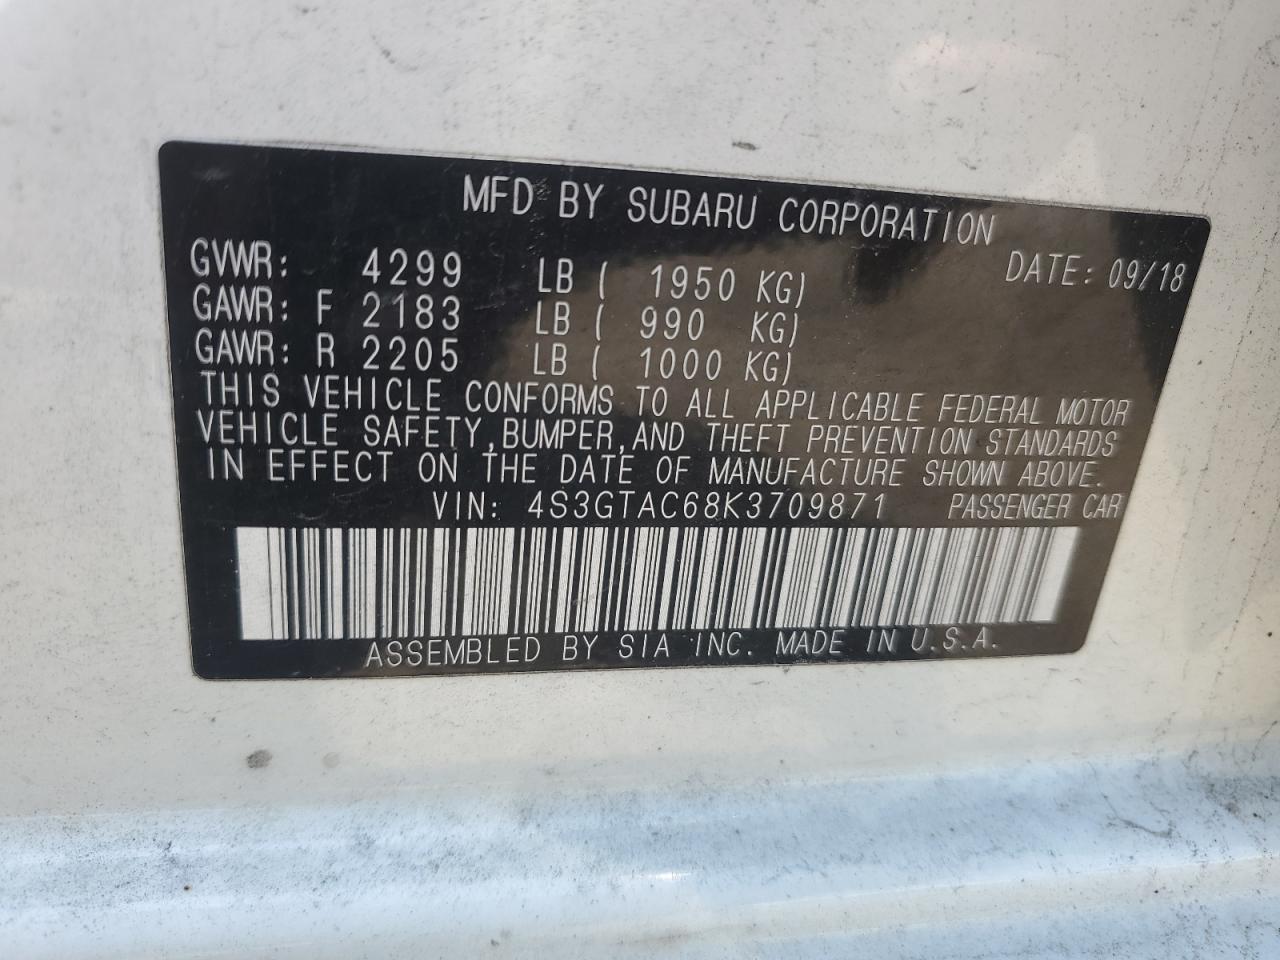 MFD BY SUBARU CORPORATION
GVWR: 4299 LB ( 1950 KG) DATE: 09/18
GAWR: F 2183 LB ( 990 KG)
GAWR: R 2205 LB ( 1000 KG)
THIS VEHICLE CONFORMS TO ALL APPLICABLE FEDERAL MOTOR
VEHICLE SAFETY, BUMPER, AND THEFT PREVENTION STANDARDS
IN EFFECT ON THE DATE OF MANUFACTURE SHOWN ABOVE.
VIN: 4S3GTAC68K3709871 PASSENGER CAR
ASSEMBLED BY SIA INC. MADE IN U.S.A.